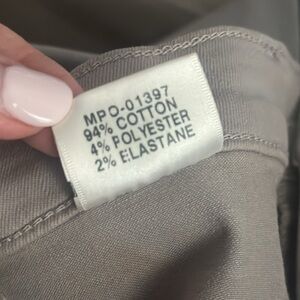 MPO-01397
94% COTTON
4% POLYESTER
2% ELASTANE